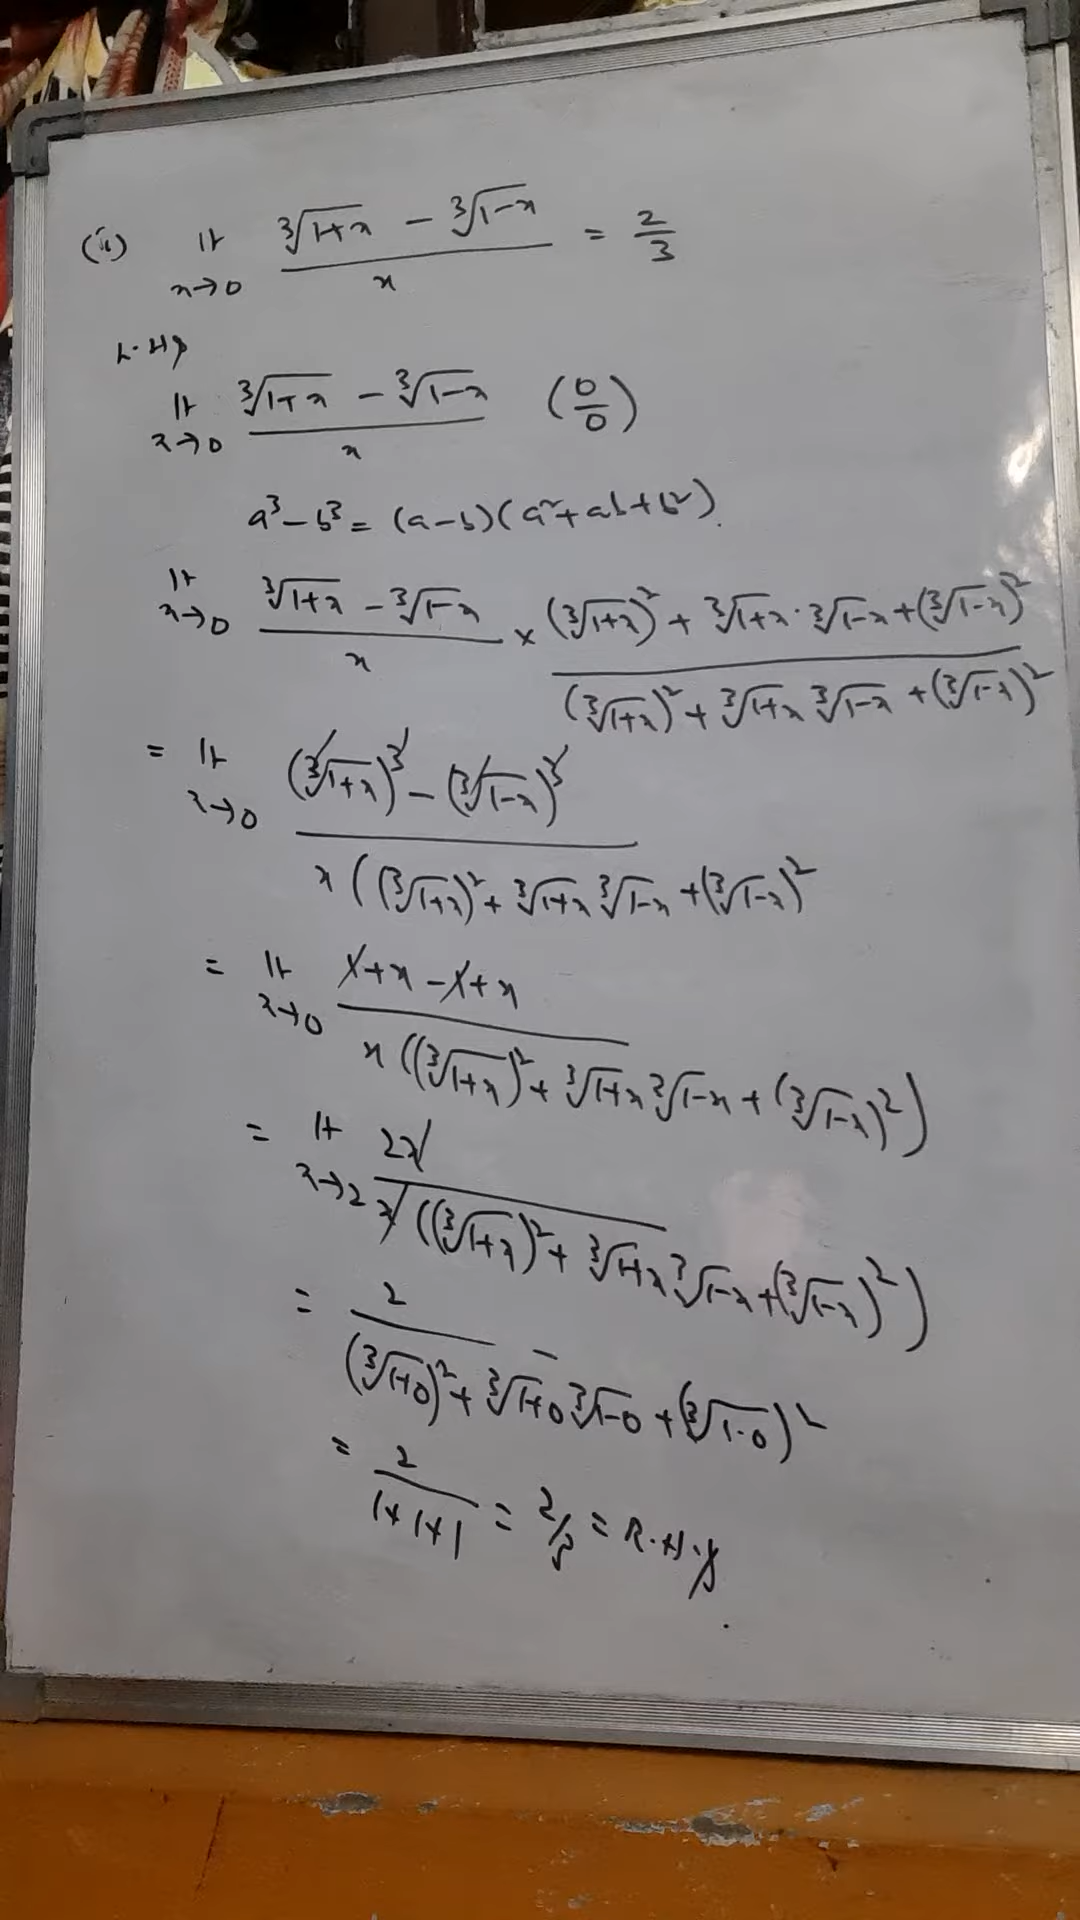 (ii) lt x→0 (∛(1+x) − ∛(1−x))/x = 2/3
L.H.S
lt x→0 (∛(1+x) − ∛(1−x))/x (0/0)
a³ − b³ = (a−b)(a²+ab+b²).
lt x→0 (∛(1+x) − ∛(1−x))/x × ((∛(1+x))² + ∛(1+x)·∛(1−x) + (∛(1−x))²)/((∛(1+x))² + ∛(1+x) ∛(1−x) + (∛(1−x))²)
= lt x→0 ((∛(1+x))³ − (∛(1−x))³)/(x((∛(1+x))² + ∛(1+x) ∛(1−x) + (∛(1−x))²
= lt x→0 (1+x−1+x)/(x((∛(1+x))² + ∛(1+x) ∛(1−x) + (∛(1−x))²))
= lt x→2 2x/(x((∛(1+x))² + ∛(1+x) ∛(1−x) + (∛(1−x))²))
= 2/((∛(1+0))² + ∛(1+0) ∛(1−0) + (∛(1−0))²
= 2/(1+1+1) = 2/3 = R.H.S